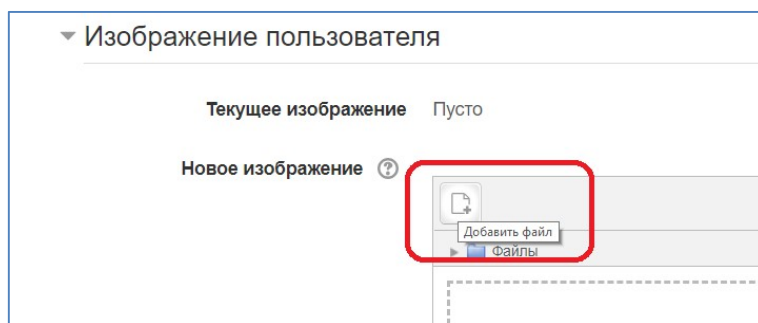 Изображение пользователя
Текущее изображение Пусто
Новое изображение ?
Добавить файл
Файлы